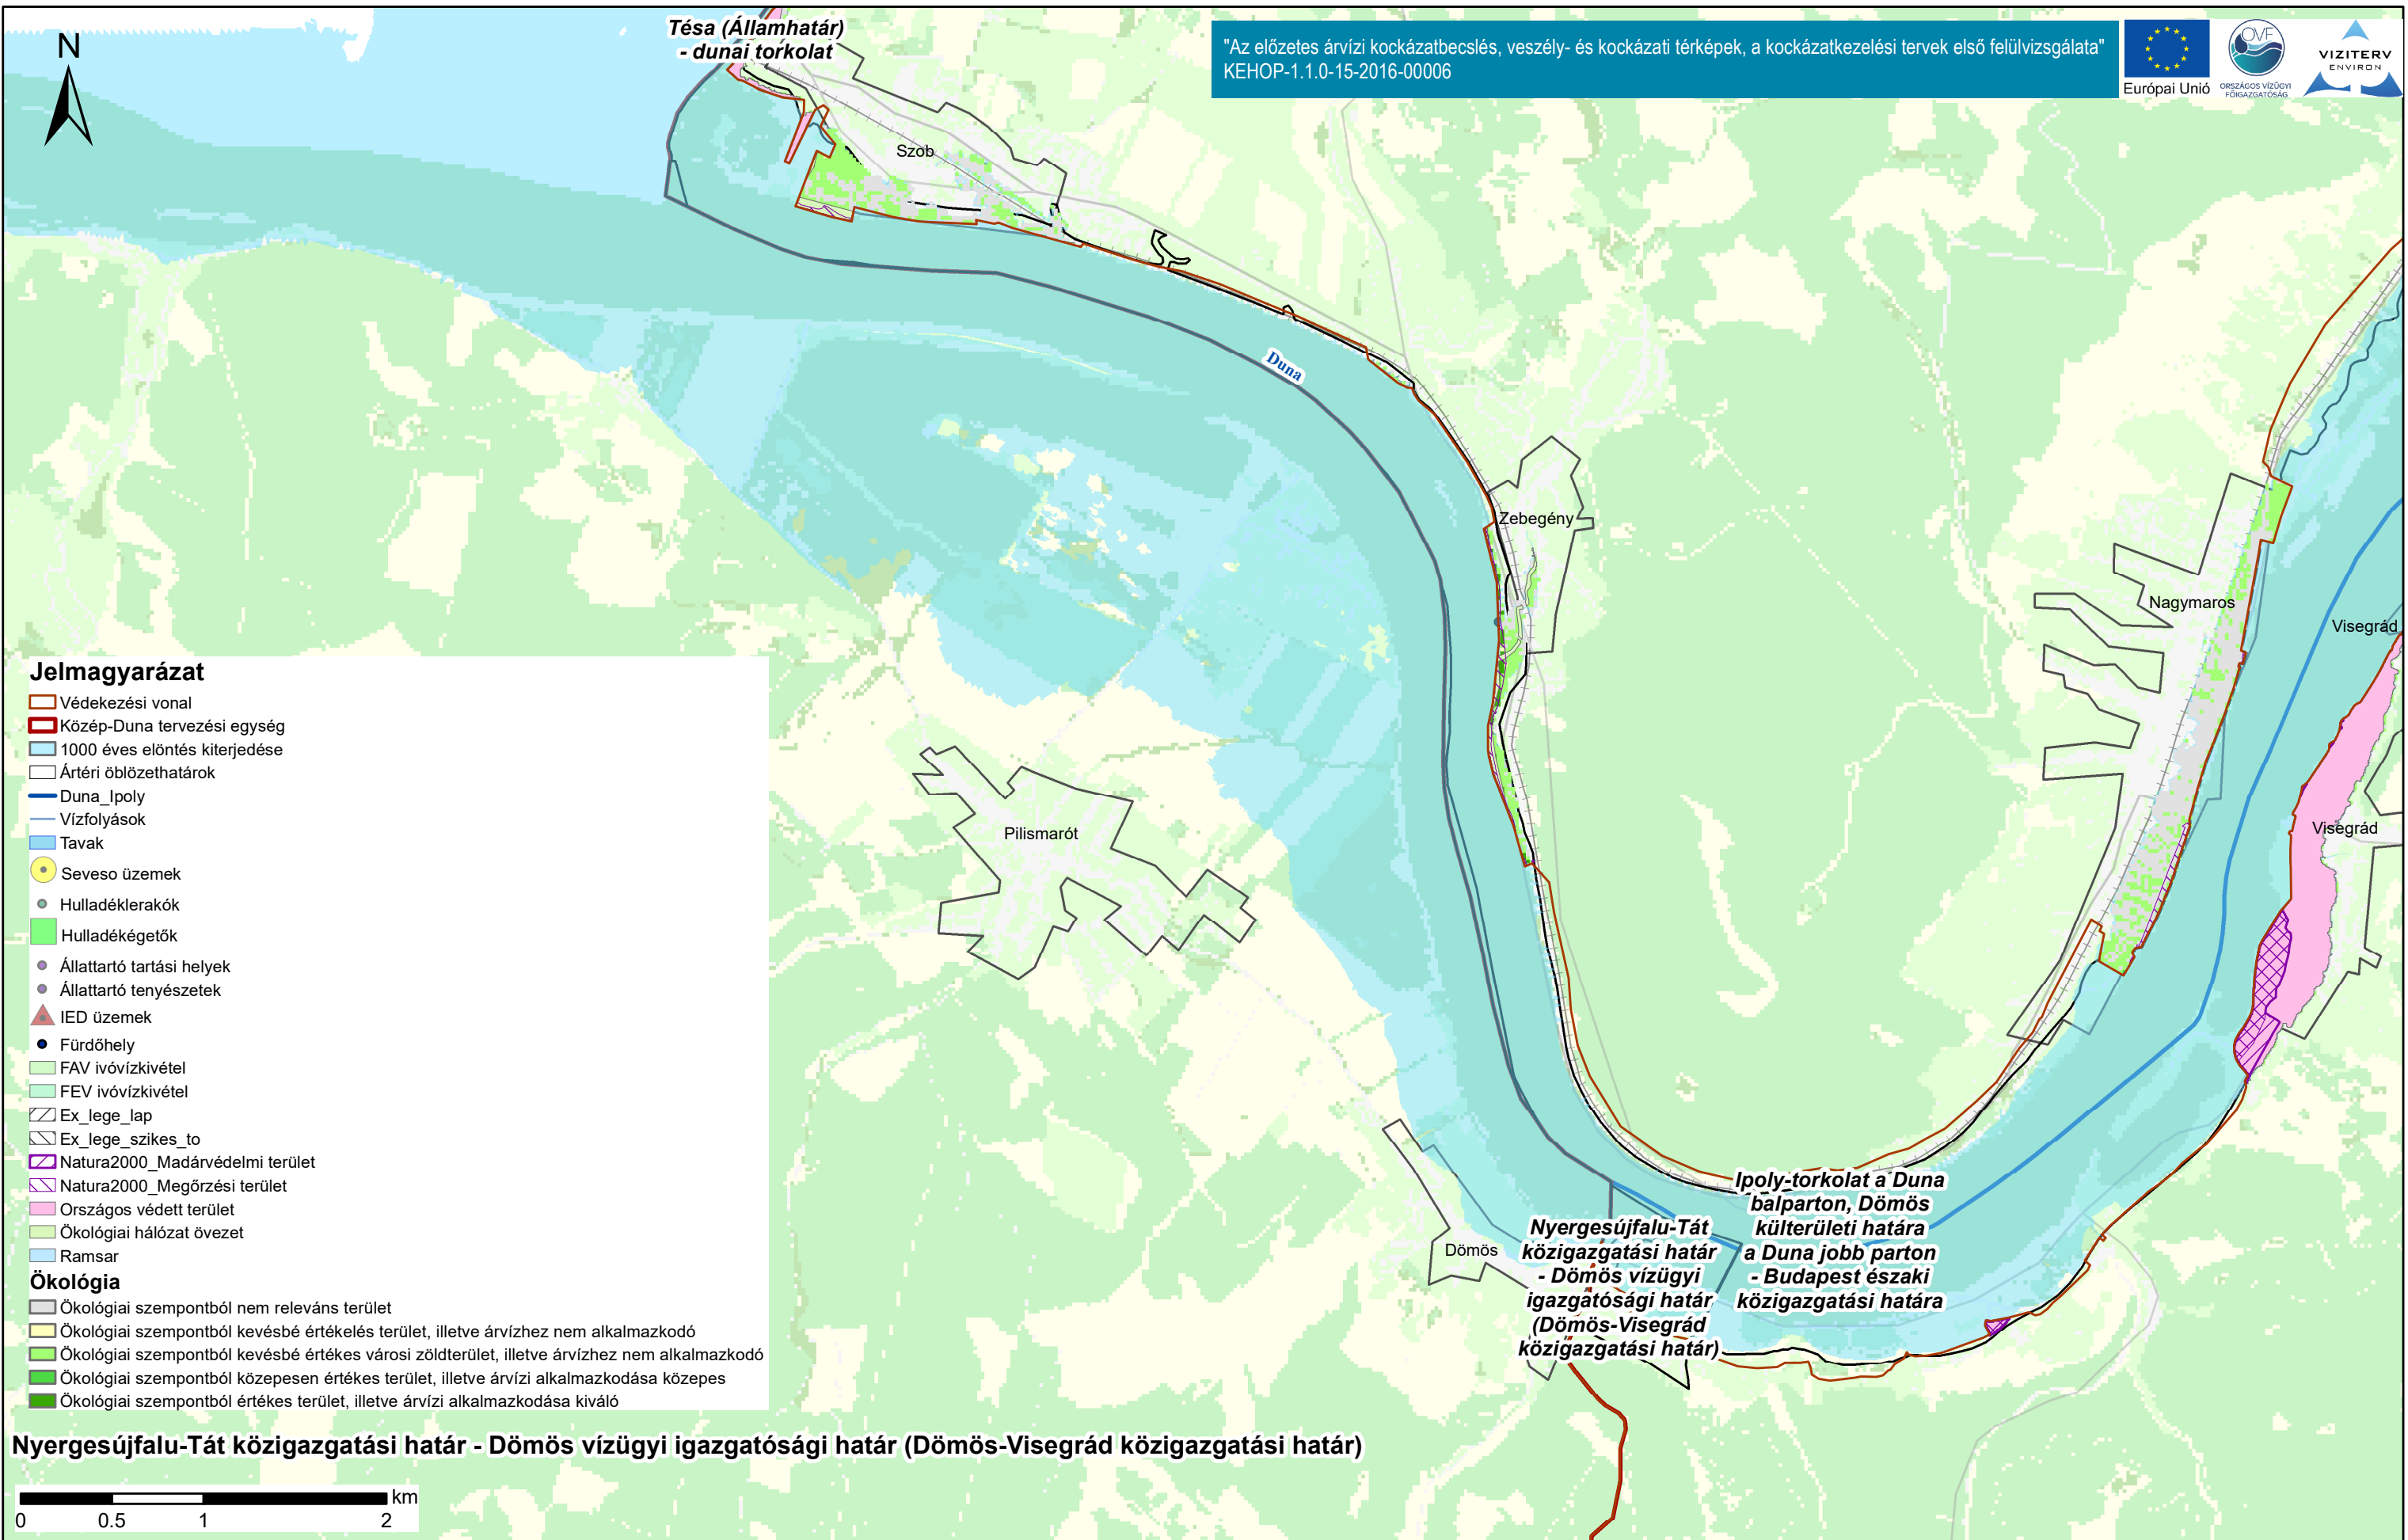 Tésa (Államhatár)
- dunai torkolat
"Az előzetes árvízi kockázatbecslés, veszély- és kockázati térképek, a kockázatkezelési tervek első felülvizsgálata"
KEHOP-1.1.0-15-2016-00006
Európai Unió
OVF
ORSZÁGOS VÍZÜGYI
FŐIGAZGATÓSÁG
VIZITERV
ENVIRON
N
Szob
Duna
Zebegény
Nagymaros
Visegrád
Visegrád
Pilismarót
Dömös
Ipoly-torkolat a Duna
balparton, Dömös
külterületi határa
a Duna jobb parton
- Budapest északi
közigazgatási határa
Nyergesújfalu-Tát
közigazgatási határ
- Dömös vízügyi
igazgatósági határ
(Dömös-Visegrád
közigazgatási határ)
Jelmagyarázat
Védekezési vonal
Közép-Duna tervezési egység
1000 éves elöntés kiterjedése
Ártéri öblözethatárok
Duna_Ipoly
Vízfolyások
Tavak
Seveso üzemek
Hulladéklerakók
Hulladékégetők
Állattartó tartási helyek
Állattartó tenyészetek
IED üzemek
Fürdőhely
FAV ivóvízkivétel
FEV ivóvízkivétel
Ex_lege_lap
Ex_lege_szikes_to
Natura2000_Madárvédelmi terület
Natura2000_Megőrzési terület
Országos védett terület
Ökológiai hálózat övezet
Ramsar
Ökológia
Ökológiai szempontból nem releváns terület
Ökológiai szempontból kevésbé értékelés terület, illetve árvízhez nem alkalmazkodó
Ökológiai szempontból kevésbé értékes városi zöldterület, illetve árvízhez nem alkalmazkodó
Ökológiai szempontból közepesen értékes terület, illetve árvízi alkalmazkodása közepes
Ökológiai szempontból értékes terület, illetve árvízi alkalmazkodása kiváló
Nyergesújfalu-Tát közigazgatási határ - Dömös vízügyi igazgatósági határ (Dömös-Visegrád közigazgatási határ)
km
0 0.5 1 2